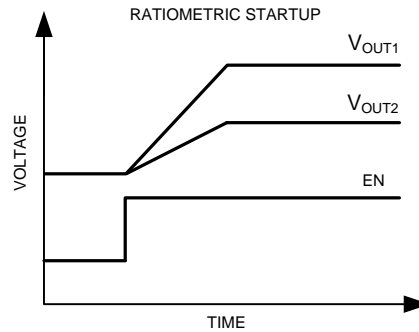 RATIOMETRIC STARTUP
VOUT1
VOUT2
VOLTAGE
EN
TIME